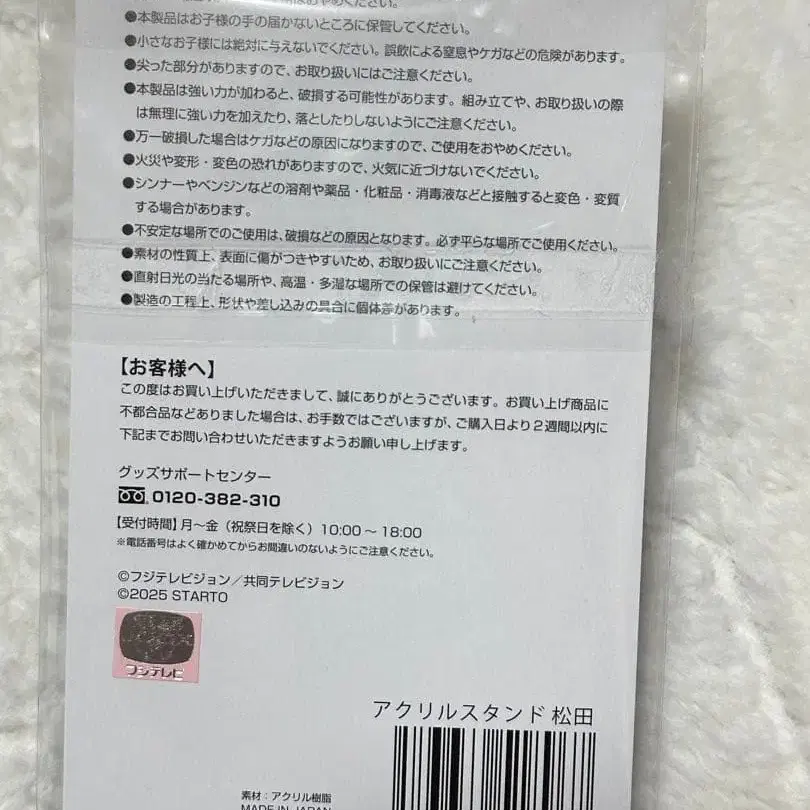 はおやめください。
●本製品はお子様の手の届かないところに保管してください。
●小さなお子様には絶対に与えないでください。誤飲による窒息やケガなどの危険があります。
●尖った部分がありますので、お取り扱いにはご注意ください。
●本製品は強い力が加わると、破損する可能性があります。組み立てや、お取り扱いの際
は無理に強い力を加えたり、落としたりしないようにご注意ください。
●万一破損した場合はケガなどの原因になりますので、ご使用をおやめください。
●火災や変形・変色の恐れがありますので、火気に近づけないでください。
●シンナーやベンジンなどの溶剤や薬品・化粧品・消毒液などと接触すると変色・変質
する場合があります。
●不安定な場所でのご使用は、破損などの原因となります。必ず平らな場所でご使用ください。
●素材の性質上、表面に傷がつきやすいため、お取り扱いにご注意ください。
●直射日光の当たる場所や、高温・多湿な場所での保管は避けてください。
●製造の工程上、形状や差し込みの具合に個体差があります。
【お客様へ】
この度はお買い上げいただきまして、誠にありがとうございます。お買い上げ商品に
不都合品などありました場合は、お手数ではございますが、ご購入日より2週間以内に
下記までお問い合わせいただきますようお願い申し上げます。
グッズサポートセンター
0120-382-310
【受付時間】月〜金（祝祭日を除く）10:00〜18:00
※電話番号はよく確かめてからお間違いのないようにご注意ください。
©フジテレビジョン／共同テレビジョン
©2025 STARTO
フジテレビ
アクリルスタンド 松田
素材：アクリル樹脂
MADE IN JAPAN